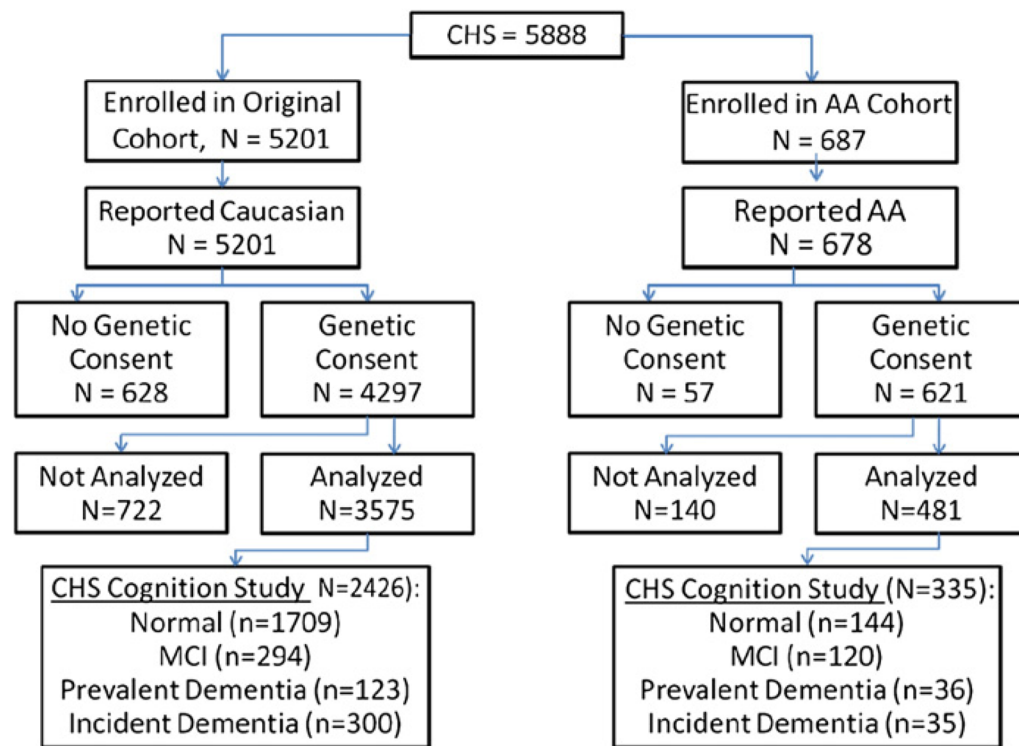 CHS = 5888
Enrolled in Original
Cohort, N = 5201
Enrolled in AA Cohort
N = 687
Reported Caucasian
N = 5201
Reported AA
N = 678
No Genetic
Consent
N = 628
Genetic
Consent
N = 4297
No Genetic
Consent
N = 57
Genetic
Consent
N = 621
Not Analyzed
N=722
Analyzed
N=3575
Not Analyzed
N=140
Analyzed
N=481
CHS Cognition Study N=2426):
Normal (n=1709)
MCI (n=294)
Prevalent Dementia (n=123)
Incident Dementia (n=300)
CHS Cognition Study (N=335):
Normal (n=144)
MCI (n=120)
Prevalent Dementia (n=36)
Incident Dementia (n=35)